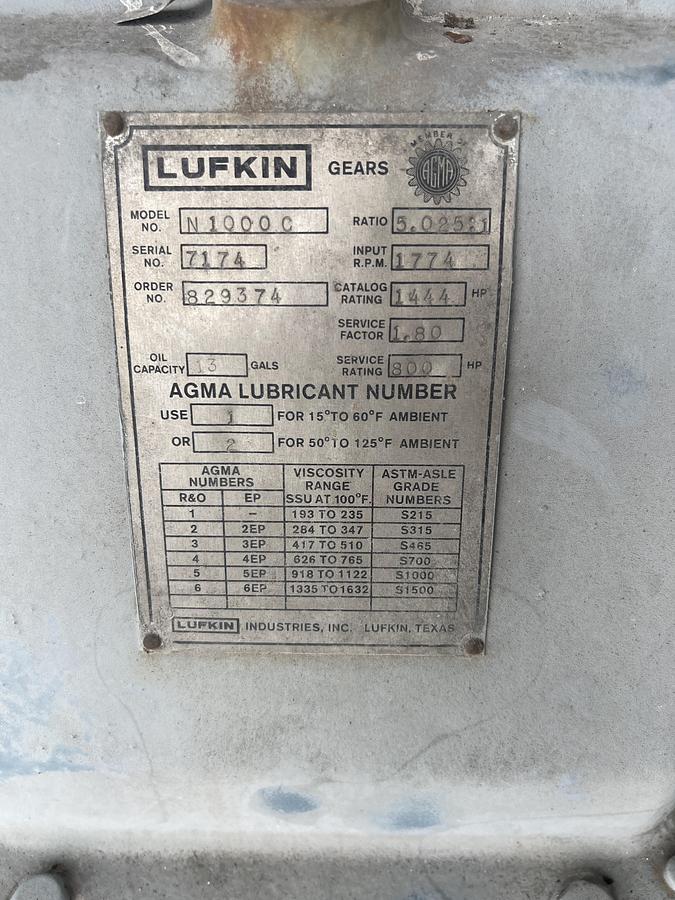 LUFKIN GEARS
MEMBER OF AGMA
MODEL NO. N1000C RATIO 5.025:1
SERIAL NO. 7174 INPUT R.P.M. 1774
ORDER NO. 829374 CATALOG RATING 1444 HP
SERVICE FACTOR 1.80
OIL CAPACITY 13 GALS SERVICE RATING 800 HP
AGMA LUBRICANT NUMBER
USE 1 FOR 15°TO 60°F AMBIENT
OR 2 FOR 50°TO 125°F AMBIENT
AGMA NUMBERS VISCOSITY RANGE SSU AT 100°F. ASTM-ASLE GRADE NUMBERS
R&O EP
1 – 193 TO 235 S215
2 2EP 284 TO 347 S315
3 3EP 417 TO 510 S465
4 4EP 626 TO 765 S700
5 5EP 918 TO 1122 S1000
6 6EP 1335 TO 1632 S1500
LUFKIN INDUSTRIES, INC. LUFKIN, TEXAS